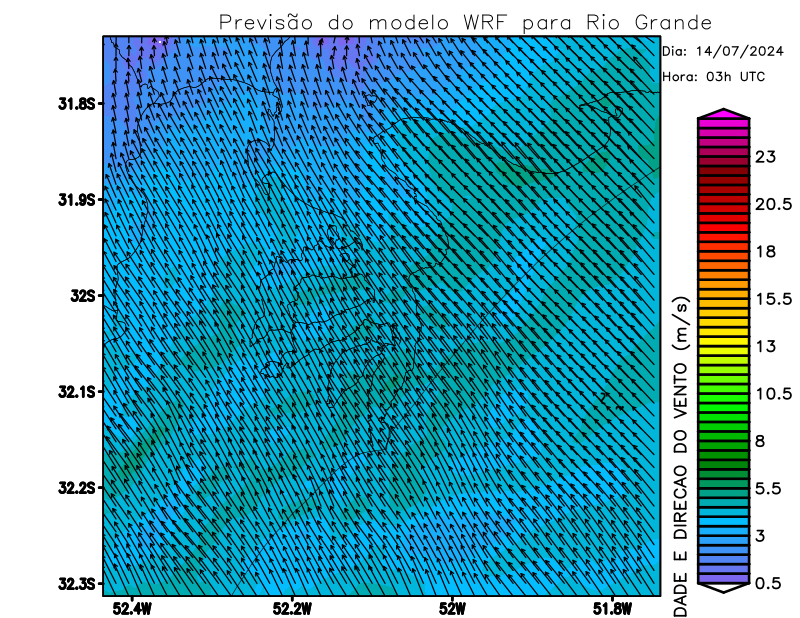 Previsão do modelo WRF para Rio Grande
Dia: 14/07/2024
Hora: 03h UTC
31.8S
31.9S
32S
32.1S
32.2S
32.3S
52.4W
52.2W
52W
51.8W
23
20.5
18
15.5
13
10.5
8
5.5
3
0.5
DADE E DIRECAO DO VENTO (m/s)